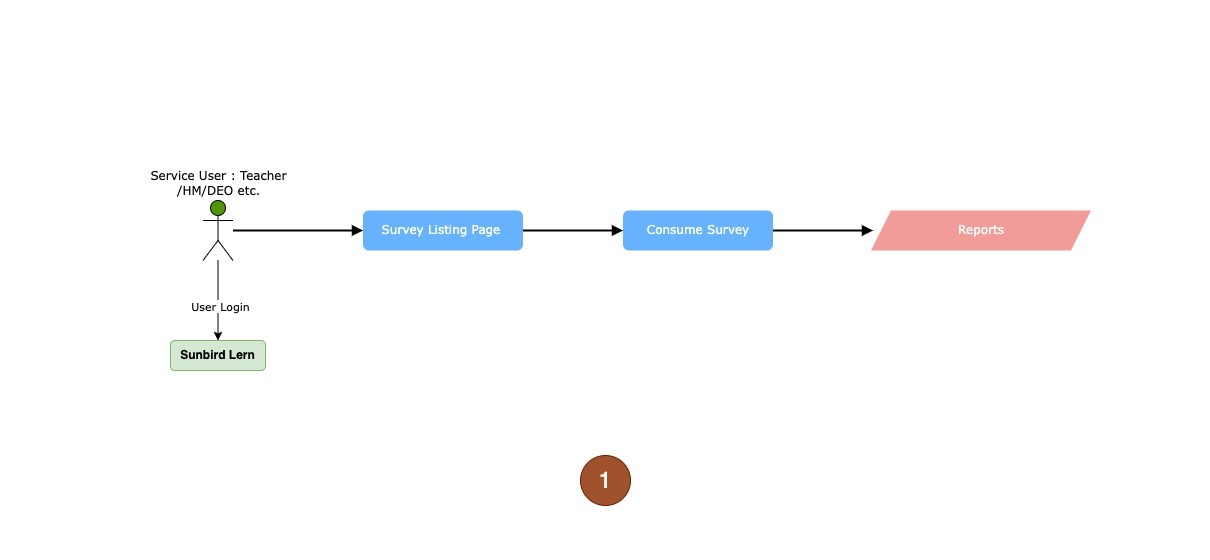 Service User : Teacher
/HM/DEO etc.
Survey Listing Page
Consume Survey
Reports
User Login
Sunbird Lern
1